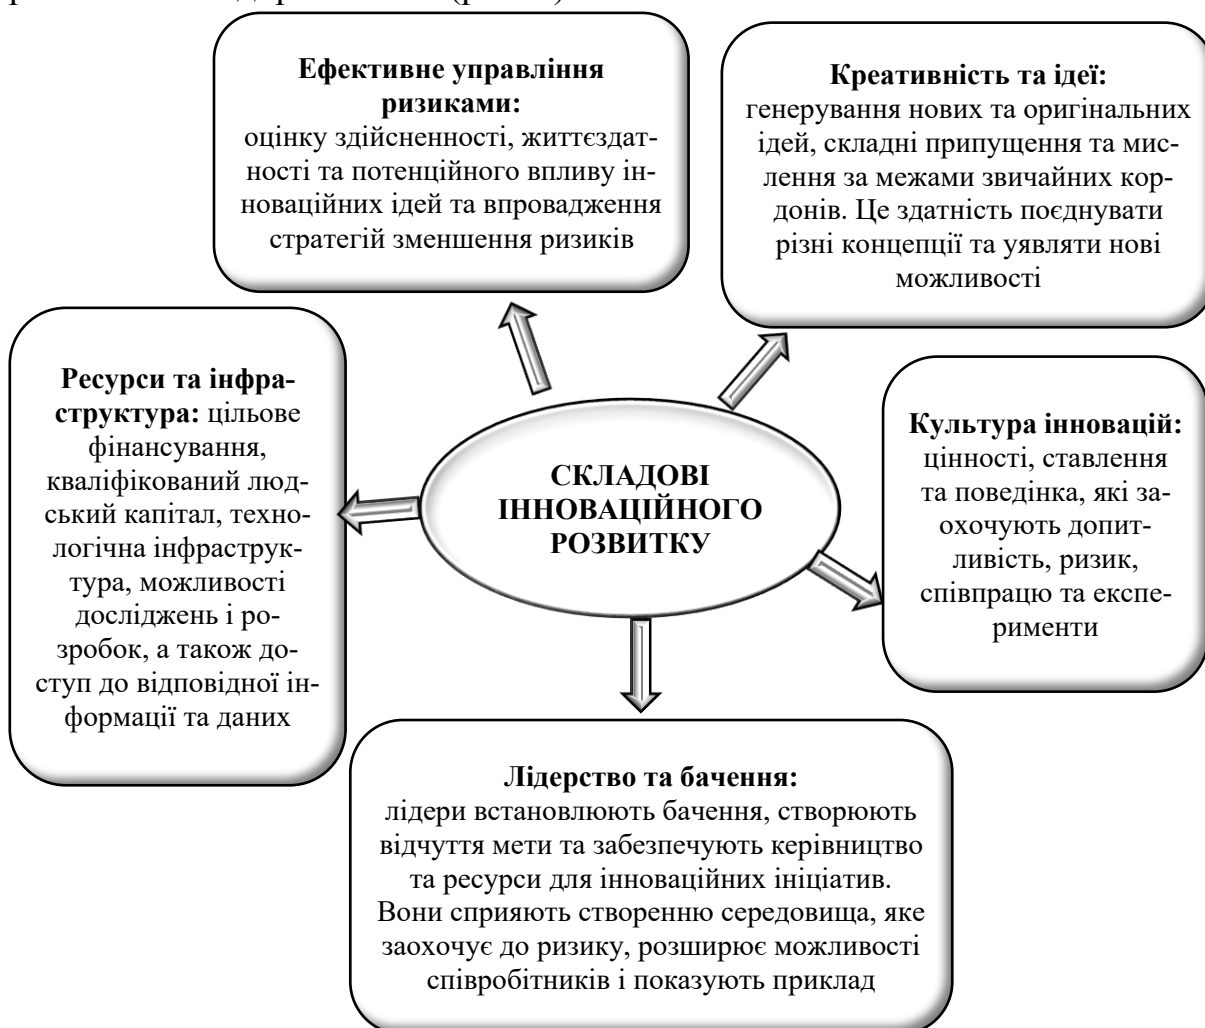 Ефективне управління
ризиками:
оцінку здійсненності, життєздат-
ності та потенційного впливу ін-
новаційних ідей та впровадження
стратегій зменшення ризиків
Креативність та ідеї:
генерування нових та оригінальних
ідей, складні припущення та мис-
лення за межами звичайних кор-
донів. Це здатність поєднувати
різні концепції та уявляти нові
можливості
Ресурси та інфра-
структура: цільове
фінансування,
кваліфікований люд-
ський капітал, техно-
логічна інфраструк-
тура, можливості
досліджень і ро-
зробок, а також до-
ступ до відповідної ін-
формації та даних
СКЛАДОВІ
ІННОВАЦІЙНОГО
РОЗВИТКУ
Культура інновацій:
цінності, ставлення
та поведінка, які за-
охочують допит-
ливість, ризик,
співпрацю та експе-
рименти
Лідерство та бачення:
лідери встановлюють бачення, створюють
відчуття мети та забезпечують керівництво
та ресурси для інноваційних ініціатив.
Вони сприяють створенню середовища, яке
заохочує до ризику, розширює можливості
співробітників і показують приклад